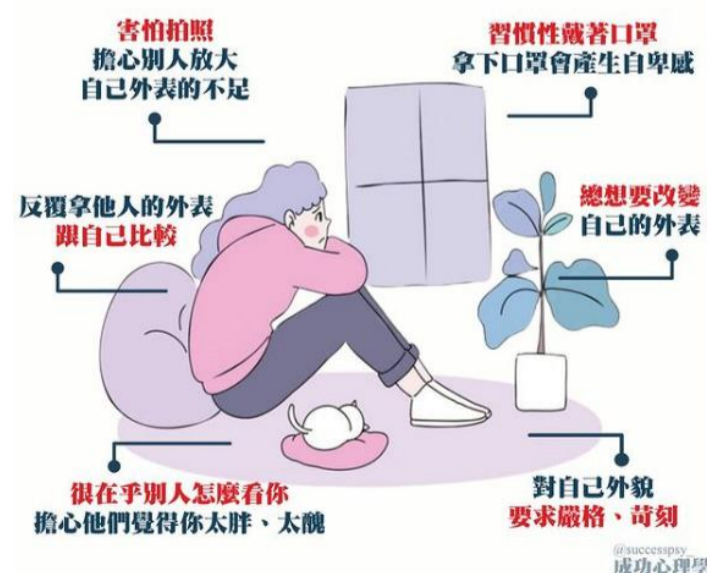 害怕拍照
擔心別人放大
自己外表的不足
習慣性戴著口罩
拿下口罩會產生自卑感
反覆拿他人的外表
跟自己比較
總想要改變
自己的外表
很在乎別人怎麼看你
擔心他們覺得你太胖、太醜
對自己外貌
要求嚴格、苛刻
@successpsy_
成功心理學